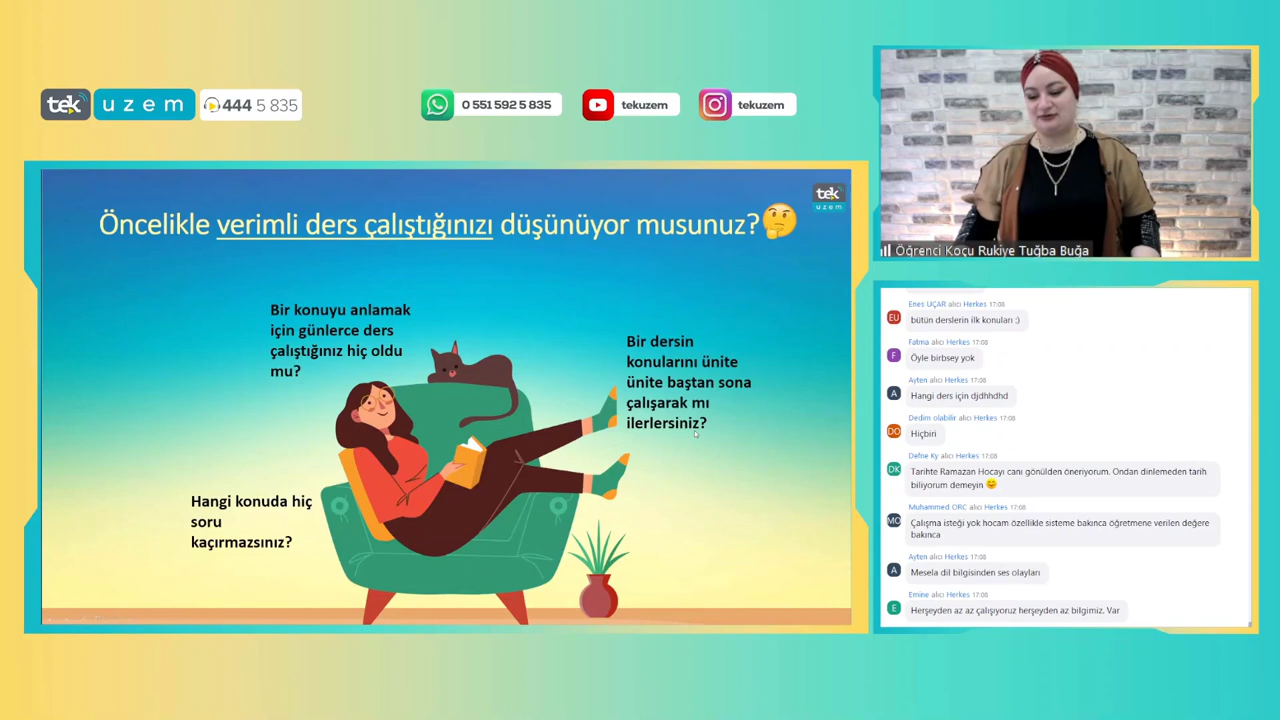 tek uzem 444 5 835
0 551 592 5 835
tekuzem
tekuzem
tek
uzem
Öncelikle verimli ders çalıştığınızı düşünüyor musunuz?🤔
Bir konuyu anlamak
için günlerce ders
çalıştığınız hiç oldu
mu?
Bir dersin
konularını ünite
ünite baştan sona
çalışarak mı
ilerlersiniz?
Hangi konuda hiç
soru
kaçırmazsınız?
Öğrenci Koçu Rukiye Tuğba Buğa
Enes UÇAR alıcı Herkes 17:08
EU
bütün derslerin ilk konuları ;)
Fatma alıcı Herkes 17:08
F
Öyle birbsey yok
Ayten alıcı Herkes 17:08
A
Hangi ders için djdhhdhd
Dedim olabilir alıcı Herkes 17:08
DO
Hiçbiri
Defne Ky alıcı Herkes 17:08
DK
Tarihte Ramazan Hocayı canı gönülden öneriyorum. Ondan dinlemeden tarih
biliyorum demeyin 😊
Muhammed ORC alıcı Herkes 17:08
MO
Çalışma isteği yok hocam özellikle sisteme bakınca öğretmene verilen değere
bakınca
Ayten alıcı Herkes 17:08
A
Mesela dil bilgisinden ses olayları
Emine alıcı Herkes 17:08
E
Herşeyden az az çalışıyoruz herşeyden az bilgimiz. Var